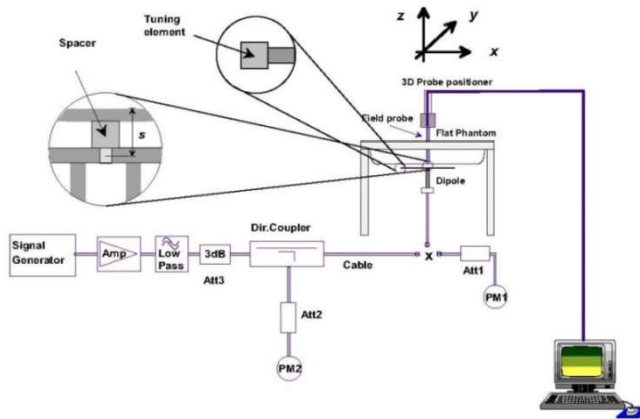 Tuning
element
Spacer
s
z
y
x
3D Probe positioner
Field probe
Flat Phantom
Dipole
Signal
Generator
Amp
Low
Pass
3dB
Att3
Dir.Coupler
Cable
x
Att1
PM1
Att2
PM2